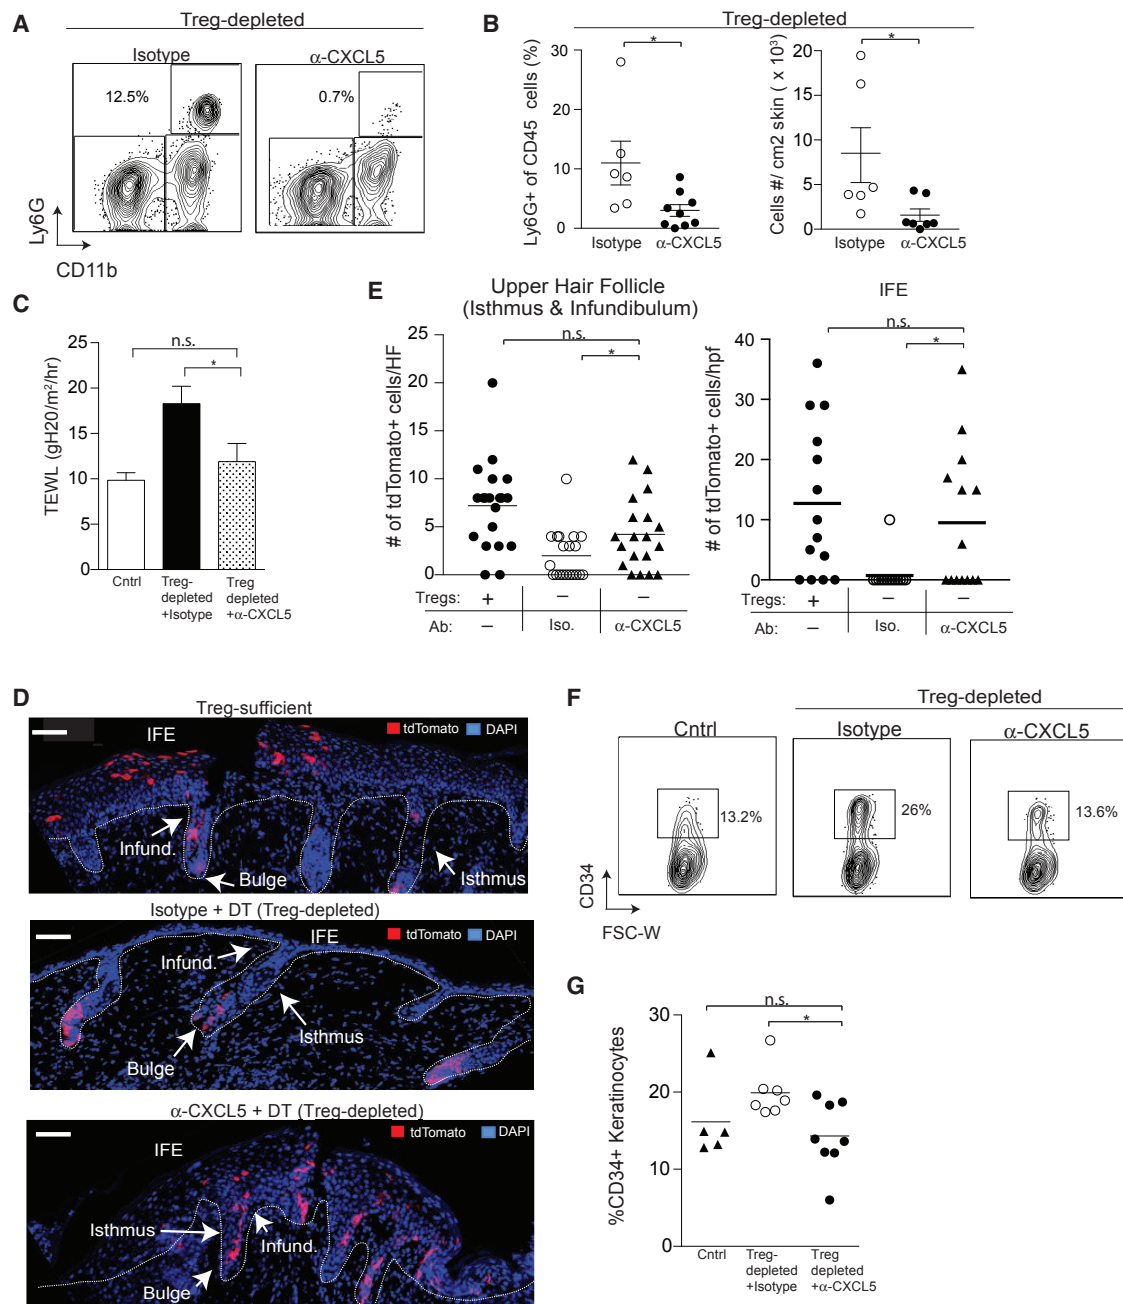 A
Treg-depleted
Isotype
α-CXCL5
12.5%
0.7%
Ly6G
CD11b
B
Treg-depleted
*
*
Ly6G+ of CD45 cells (%)
30
20
10
0
Isotype
α-CXCL5
Cells #/ cm2 skin ( x 10³)
20
15
10
5
0
Isotype
α-CXCL5
C
TEWL (gH20/m²/hr)
25
20
15
10
5
0
n.s.
*
Cntrl
Treg-
depleted
+Isotype
Treg
depleted
+α-CXCL5
E
Upper Hair Follicle
(Isthmus & Infundibulum)
n.s.
*
# of tdTomato+ cells/HF
25
20
15
10
5
0
Tregs: + – –
Ab: – Iso. α-CXCL5
IFE
n.s.
*
# of tdTomato+ cells/hpf
40
30
20
10
0
+ – –
– Iso. α-CXCL5
D
Treg-sufficient
IFE
tdTomato DAPI
Infund.
Bulge
Isthmus
Isotype + DT (Treg-depleted)
IFE
tdTomato DAPI
Infund.
Isthmus
Bulge
α-CXCL5 + DT (Treg-depleted)
IFE
tdTomato DAPI
Isthmus
Infund.
Bulge
F
Treg-depleted
Cntrl
Isotype
α-CXCL5
13.2%
26%
13.6%
CD34
FSC-W
G
n.s.
*
%CD34+ Keratinocytes
30
20
10
0
Cntrl
Treg-
depleted
+Isotype
Treg
depleted
+α-CXCL5